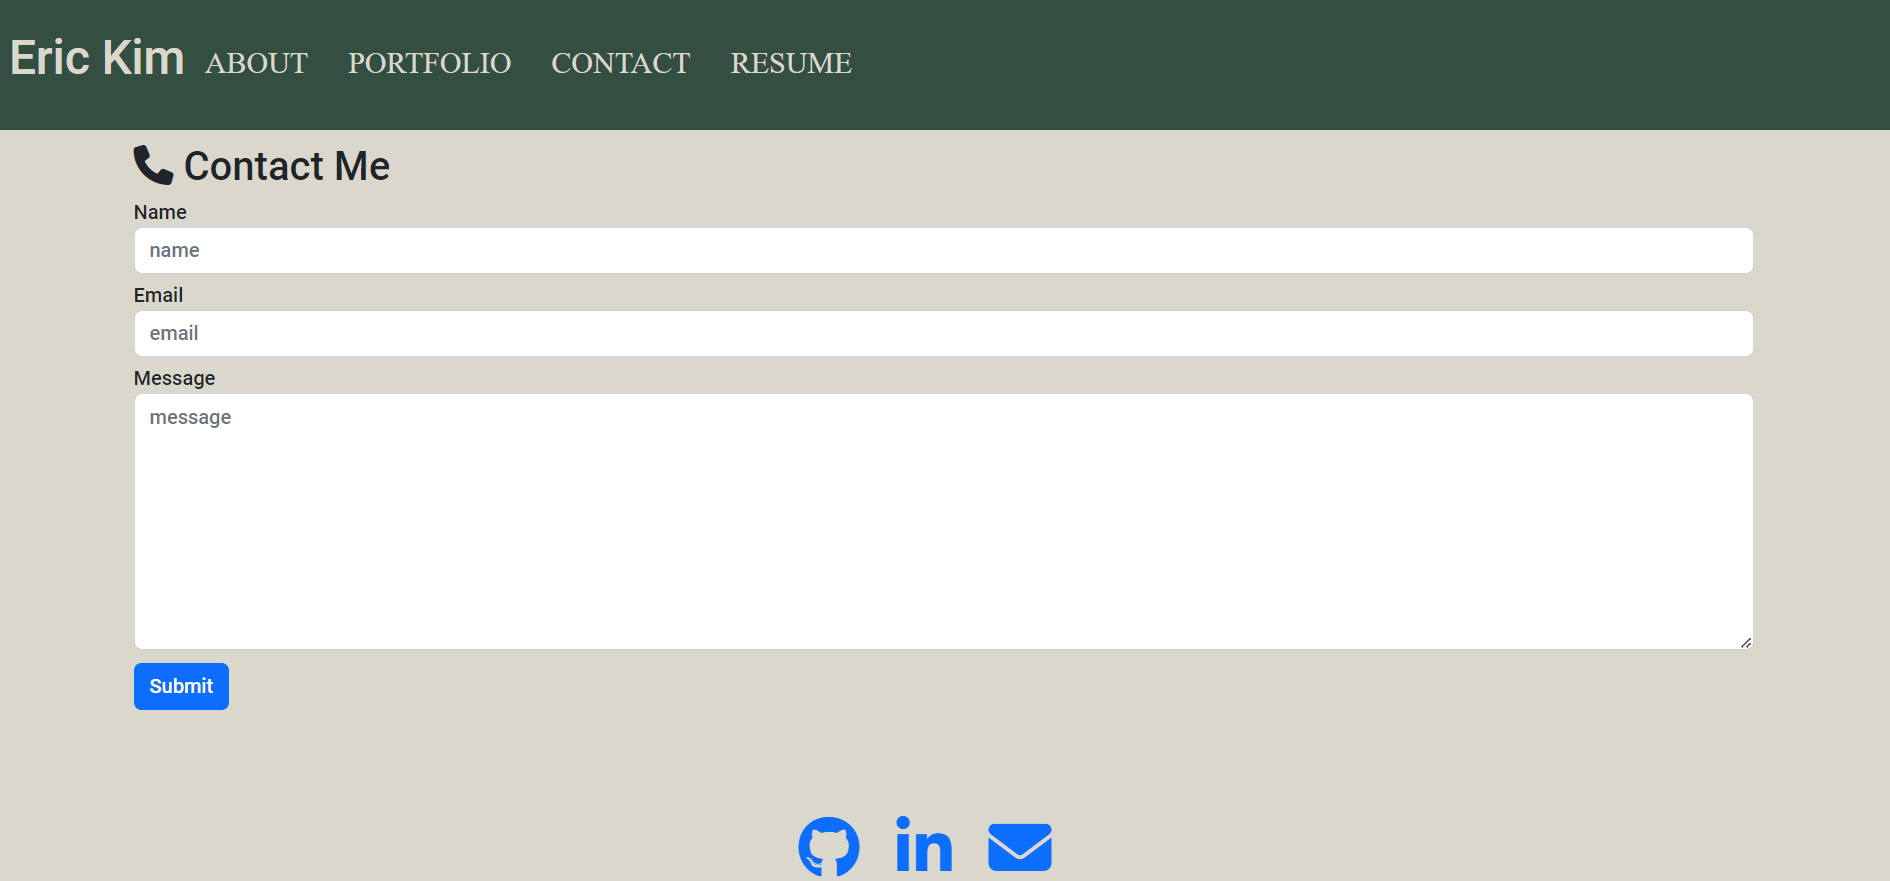 Eric Kim ABOUT PORTFOLIO CONTACT RESUME
Contact Me
Name
name
Email
email
Message
message
Submit
in